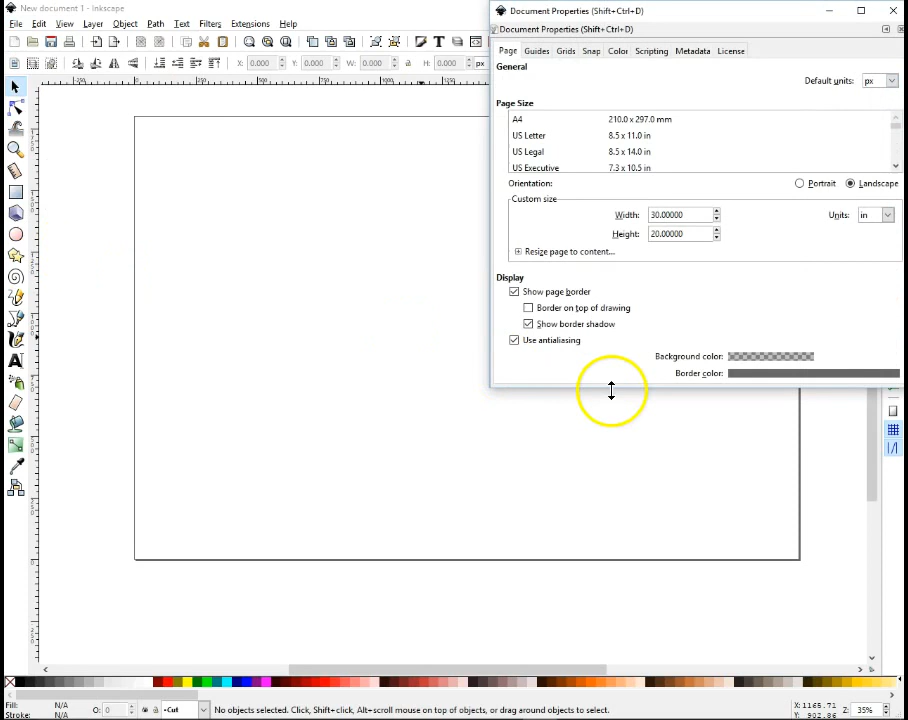 New document 1 - Inkscape
Document Properties (Shift+Ctrl+D)
File Edit View Layer Object Path Text Filters Extensions Help
Document Properties (Shift+Ctrl+D)
Page Guides Grids Snap Color Scripting Metadata License
X: 0.000 Y: 0.000 W: 0.000 H: 0.000 px
General
Default units: px
Page Size
A4 210.0 x 297.0 mm
US Letter 8.5 x 11.0 in
US Legal 8.5 x 14.0 in
US Executive 7.3 x 10.5 in
Orientation: Portrait Landscape
Custom size
Width: 30.00000 Units: in
Height: 20.00000
Resize page to content...
Display
Show page border
Border on top of drawing
Show border shadow
Use antialiasing
Background color:
Border color:
Fill: N/A
Stroke: N/A
O: 0
Cut
No objects selected. Click, Shift+click, Alt+scroll mouse on top of objects, or drag around objects to select.
X:1165.71
Y: 902.86
Z: 35%